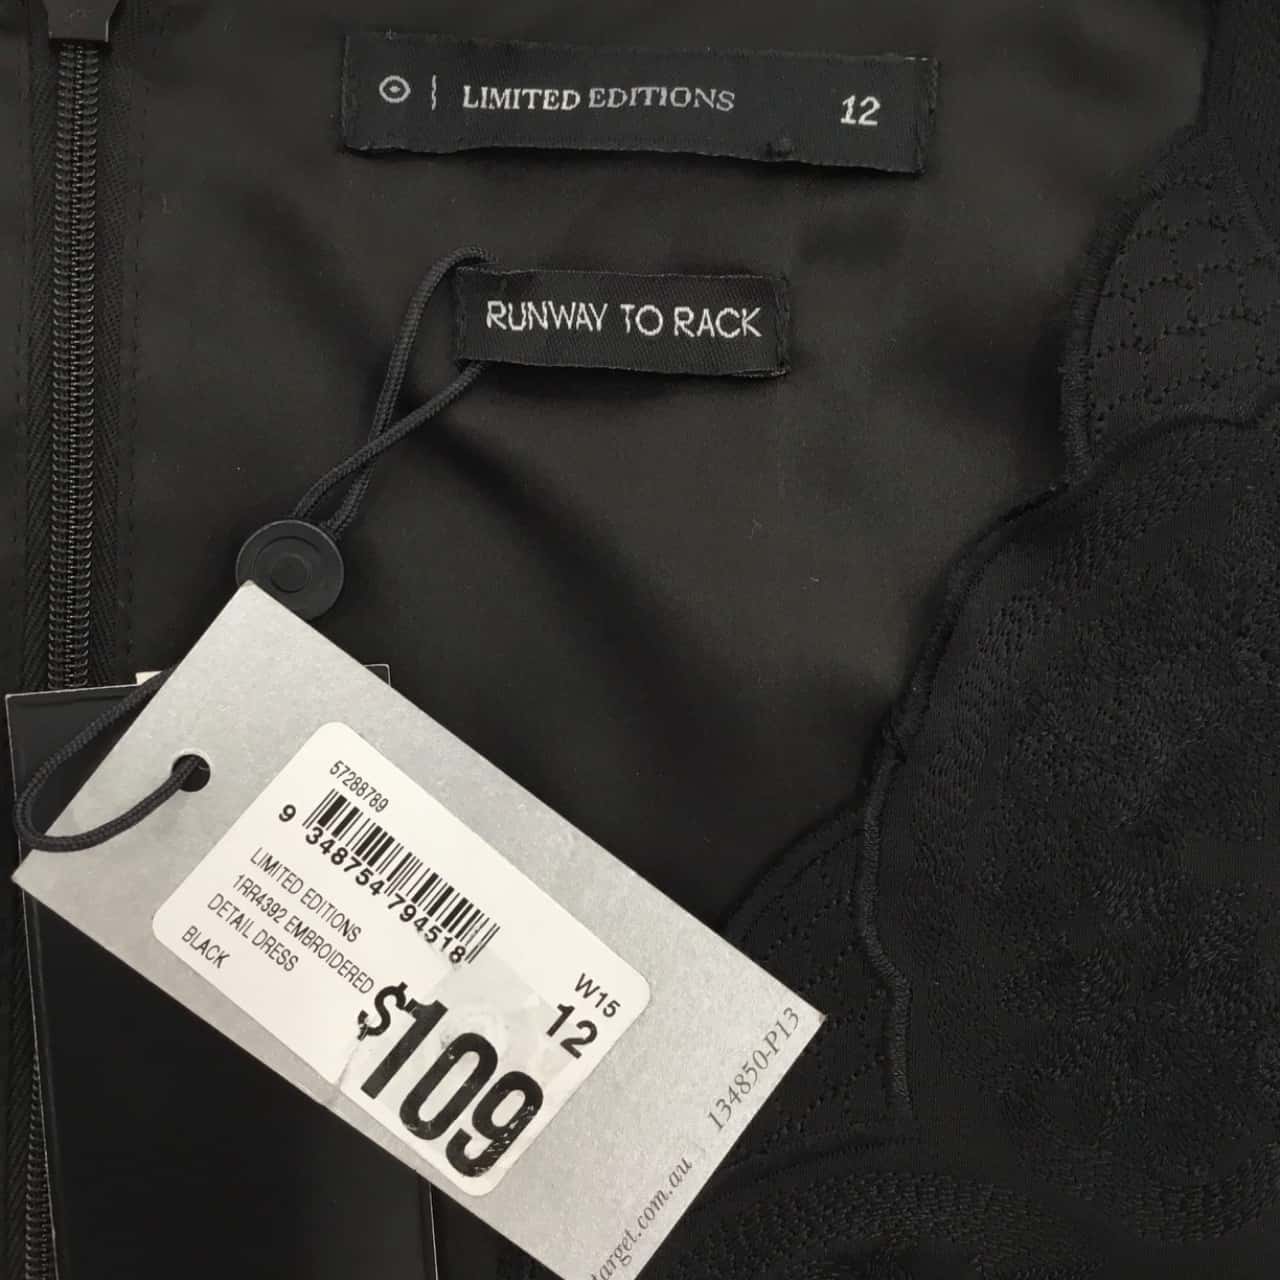 LIMITED EDITIONS 12
RUNWAY TO RACK
57288789
9 348754 794518
LIMITED EDITIONS
1RR4392 EMBROIDERED
DETAIL DRESS
BLACK
W15
12
$109
134850-P13
target.com.au